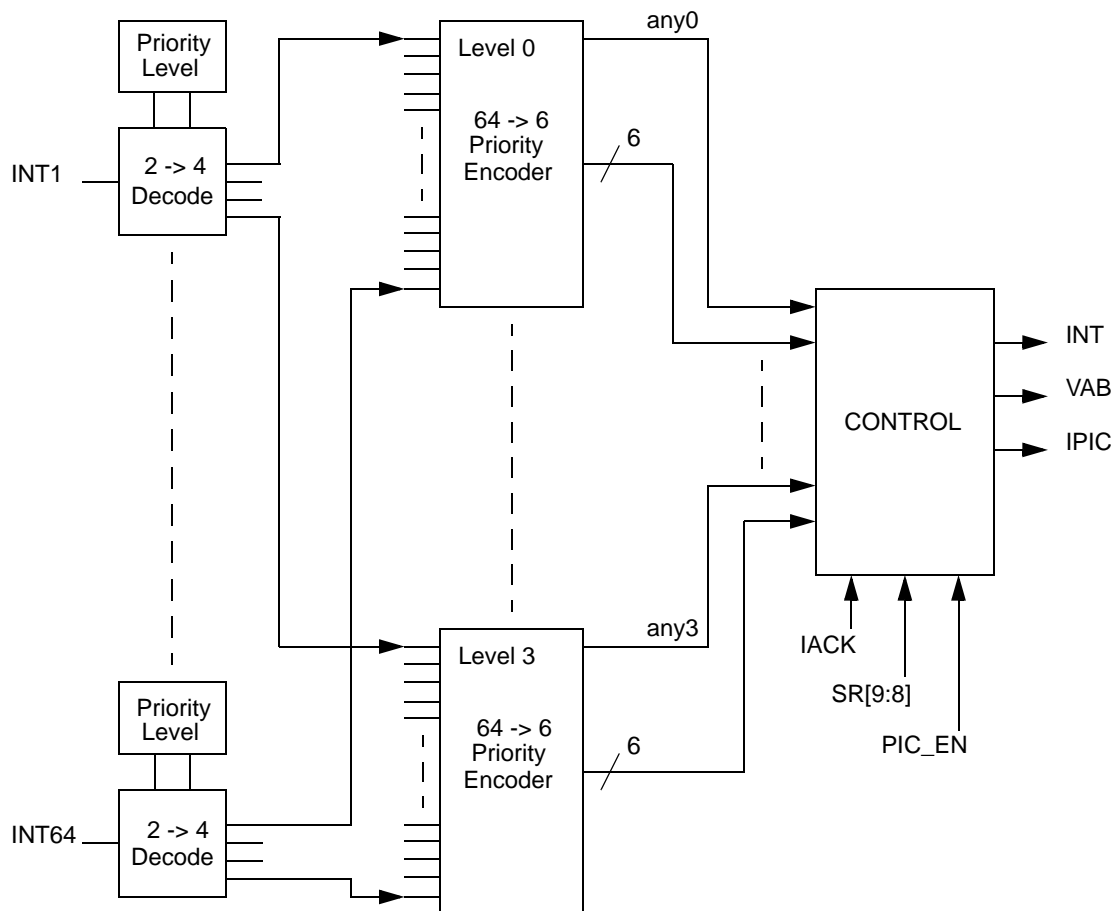 Priority
Level
INT1
2 -> 4
Decode
Level 0
64 -> 6
Priority
Encoder
any0
6
CONTROL
INT
VAB
IPIC
IACK
SR[9:8]
PIC_EN
Priority
Level
INT64
2 -> 4
Decode
Level 3
64 -> 6
Priority
Encoder
any3
6